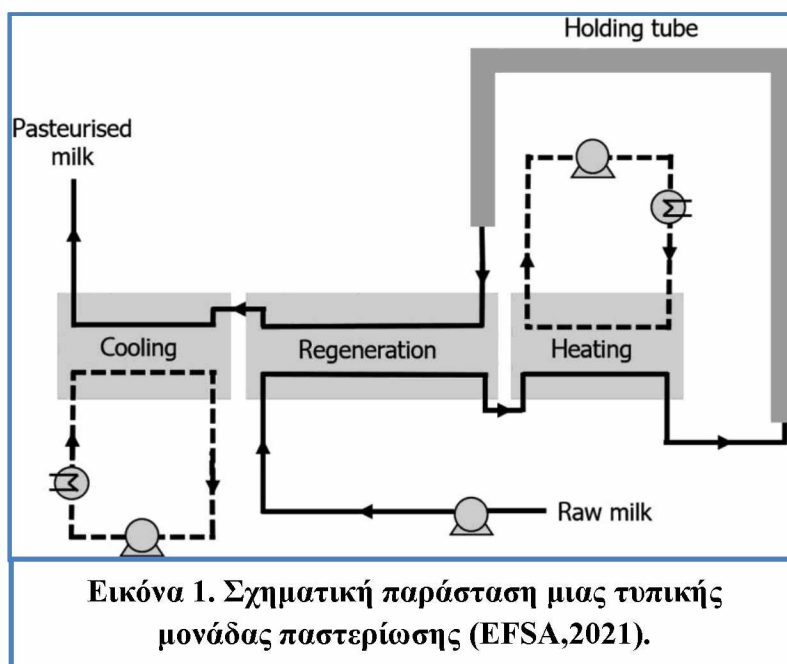 Holding tube
Pasteurised
milk
Cooling
Regeneration
Heating
Raw milk
Εικόνα 1. Σχηματική παράσταση μιας τυπικής
μονάδας παστερίωσης (EFSA,2021).